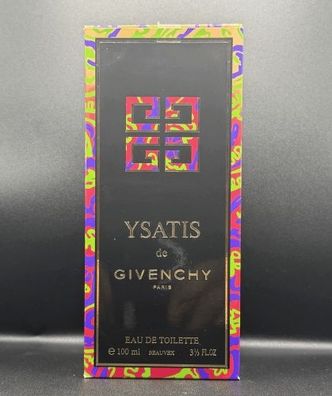 YSATIS
de
GIVENCHY
PARIS
EAU DE TOILETTE
℮ 100 ml BEAUVEX 3⅓ FL.OZ